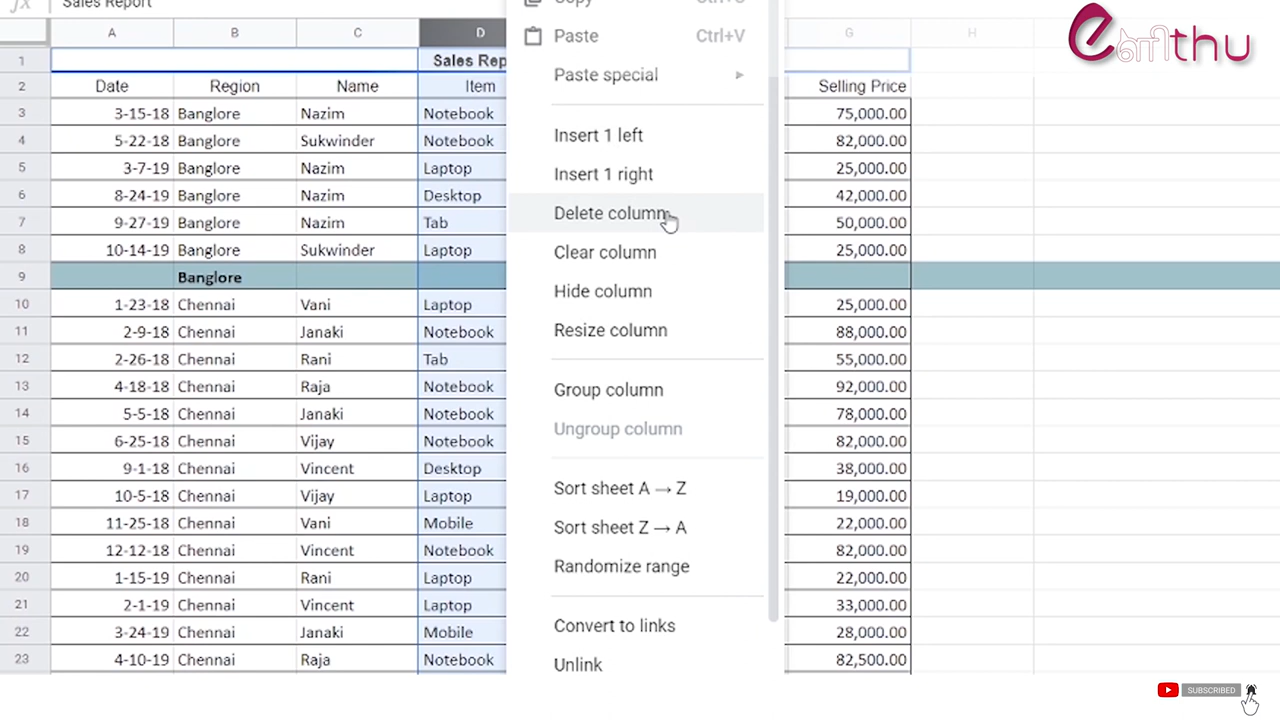 Sales Report
Copy Ctrl+C
A B C D G H
Paste Ctrl+V
1 Sales Rep
Paste special
2 Date Region Name Item Selling Price
3 3-15-18 Banglore Nazim Notebook 75,000.00
Insert 1 left
4 5-22-18 Banglore Sukwinder Notebook 82,000.00
5 3-7-19 Banglore Nazim Laptop 25,000.00
Insert 1 right
6 8-24-19 Banglore Nazim Desktop 42,000.00
Delete column
7 9-27-19 Banglore Nazim Tab 50,000.00
8 10-14-19 Banglore Sukwinder Laptop 25,000.00
Clear column
9 Banglore
Hide column
10 1-23-18 Chennai Vani Laptop 25,000.00
11 2-9-18 Chennai Janaki Notebook 88,000.00
Resize column
12 2-26-18 Chennai Rani Tab 55,000.00
13 4-18-18 Chennai Raja Notebook 92,000.00
Group column
14 5-5-18 Chennai Janaki Notebook 78,000.00
Ungroup column
15 6-25-18 Chennai Vijay Notebook 82,000.00
16 9-1-18 Chennai Vincent Desktop 38,000.00
Sort sheet A → Z
17 10-5-18 Chennai Vijay Laptop 19,000.00
18 11-25-18 Chennai Vani Mobile 22,000.00
Sort sheet Z → A
19 12-12-18 Chennai Vincent Notebook 82,000.00
Randomize range
20 1-15-19 Chennai Rani Laptop 22,000.00
21 2-1-19 Chennai Vincent Laptop 33,000.00
Convert to links
22 3-24-19 Chennai Janaki Mobile 28,000.00
23 4-10-19 Chennai Raja Notebook 82,500.00
Unlink
eளிthu
SUBSCRIBED